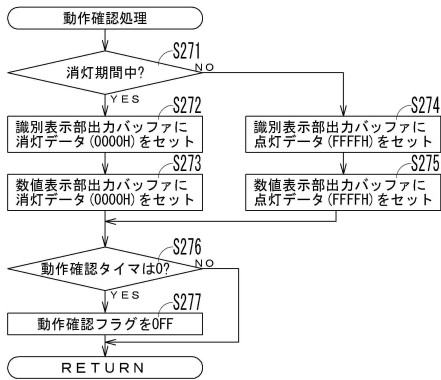 動作確認処理
S271
消灯期間中?
NO
YES
S272
識別表示部出力バッファに
消灯データ(0000H)をセット
S274
識別表示部出力バッファに
点灯データ(FFFFH)をセット
S273
数値表示部出力バッファに
消灯データ(0000H)をセット
S275
数値表示部出力バッファに
点灯データ(FFFFH)をセット
S276
動作確認タイマは0?
NO
YES
S277
動作確認フラグをOFF
RETURN